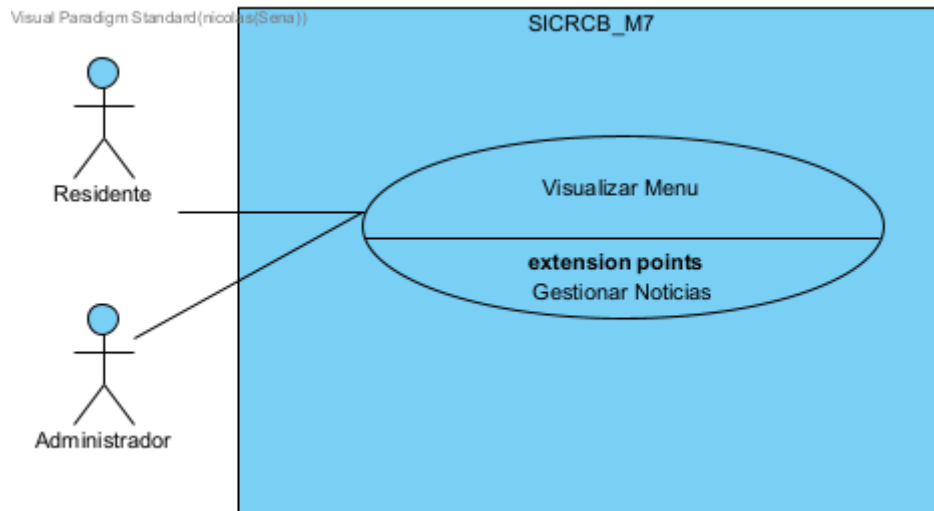 Visual Paradigm Standard(nicolas(Sena))
SICRCB_M7
Residente
Visualizar Menu
extension points
Gestionar Noticias
Administrador